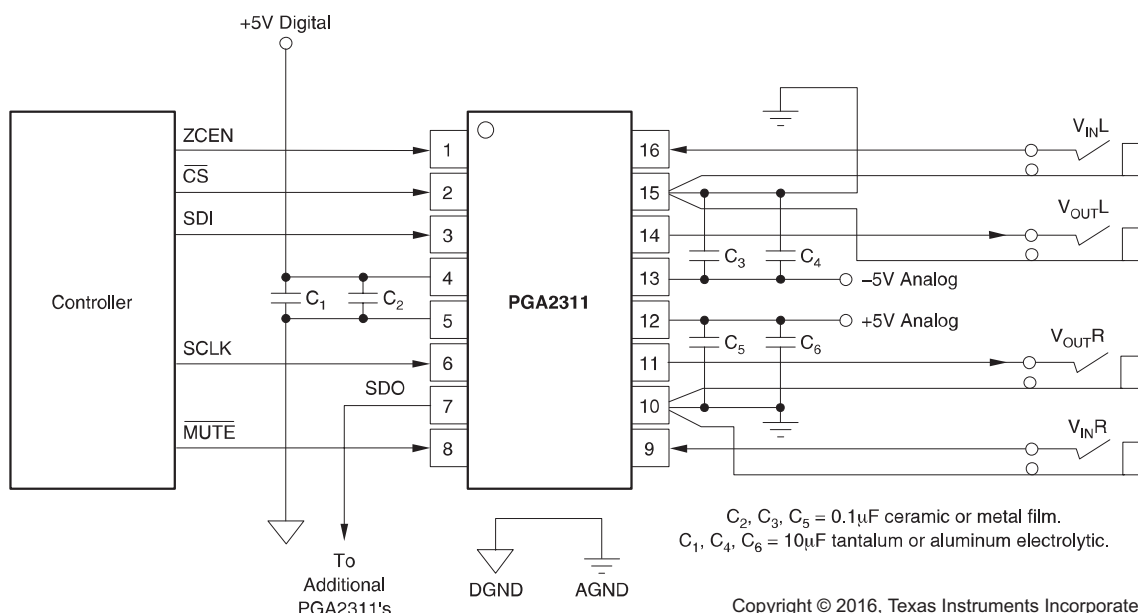 +5V Digital
Controller
ZCEN
CS
SDI
SCLK
SDO
MUTE
C1
C2
1
2
3
4
5
6
7
8
PGA2311
16
15
14
13
12
11
10
9
C3
C4
C5
C6
–5V Analog
+5V Analog
VINL
VOUTL
VOUTR
VINR
To
Additional
PGA2311's
DGND
AGND
C2, C3, C5 = 0.1μF ceramic or metal film.
C1, C4, C6 = 10μF tantalum or aluminum electrolytic.
Copyright © 2016, Texas Instruments Incorporate